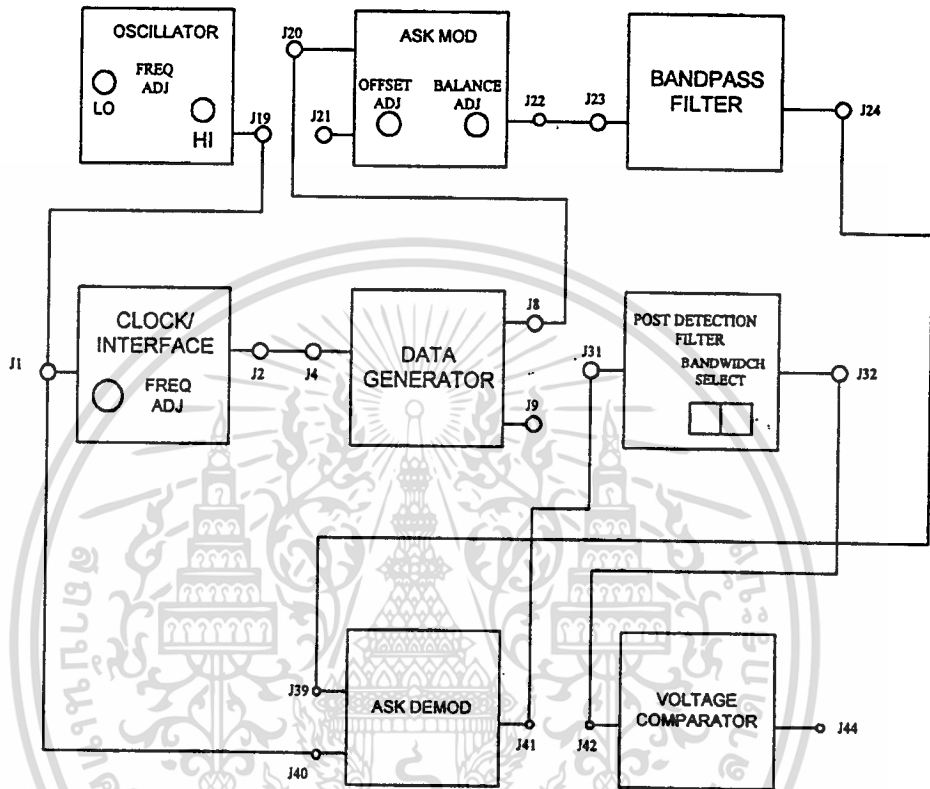 OSCILLATOR
FREQ
ADJ
LO
HI
J19
J20
J21
ASK MOD
OFFSET
ADJ
BALANCE
ADJ
J22
J23
BANDPASS
FILTER
J24
J1
CLOCK/
INTERFACE
FREQ
ADJ
J2
J4
DATA
GENERATOR
J8
J9
J31
POST DETECTION
FILTER
BANDWIDCH
SELECT
J32
J39
J40
ASK DEMOD
J41
J42
VOLTAGE
COMPARATOR
J44